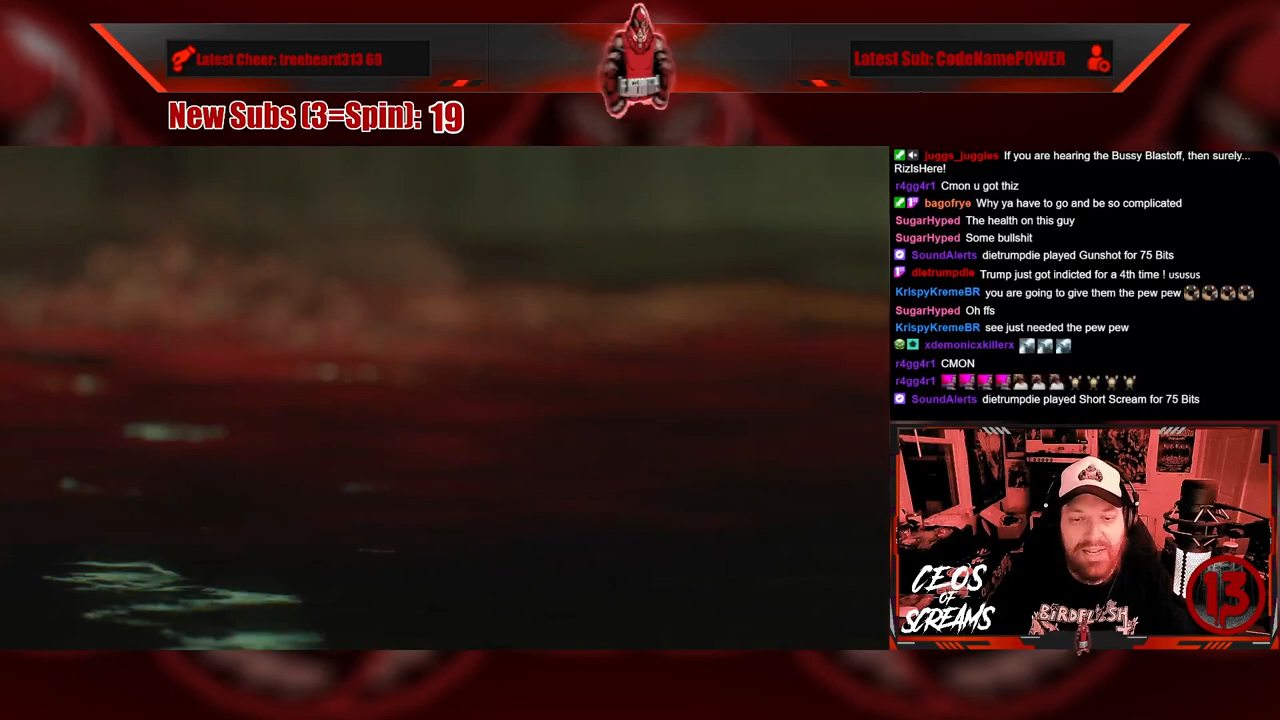 Latest Cheer: treebeard313 69
Latest Sub: CodeNamePOWER
New Subs (3=Spin): 19
juggs_juggles If you are hearing the Bussy Blastoff, then surely...
RizIsHere!
r4gg4r1 Cmon u got thiz
bagofrye Why ya have to go and be so complicated
SugarHyped The health on this guy
SugarHyped Some bullshit
SoundAlerts dietrumpdie played Gunshot for 75 Bits
dietrumpdie Trump just got indicted for a 4th time ! ususus
KrispyKremeBR you are going to give them the pew pew
SugarHyped Oh ffs
KrispyKremeBR see just needed the pew pew
xdemonicxkillerx
r4gg4r1 CMON
r4gg4r1
SoundAlerts dietrumpdie played Short Scream for 75 Bits
CEOS
OF
SCREAMS
BIRDFLESH
13